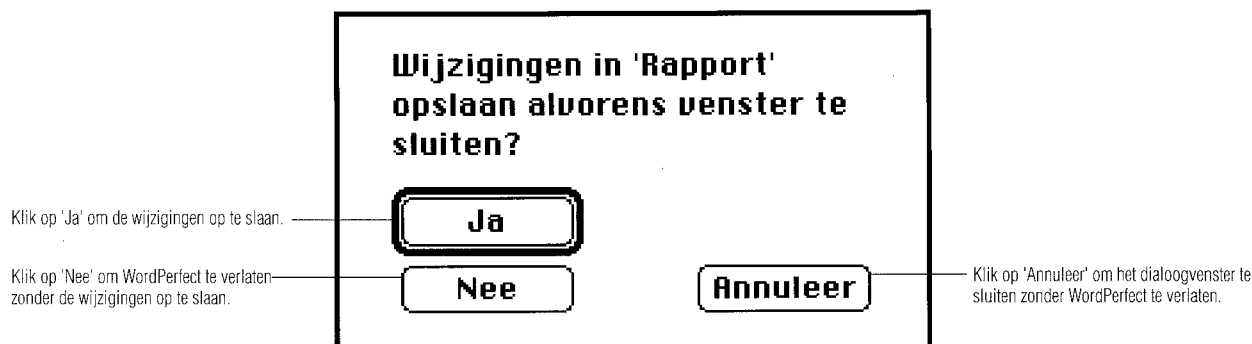 Wijzigingen in 'Rapport'
opslaan alvorens venster te
sluiten?
Klik op 'Ja' om de wijzigingen op te slaan.
Ja
Klik op 'Nee' om WordPerfect te verlaten
zonder de wijzigingen op te slaan.
Nee
Annuleer
Klik op 'Annuleer' om het dialoogvenster te
sluiten zonder WordPerfect te verlaten.